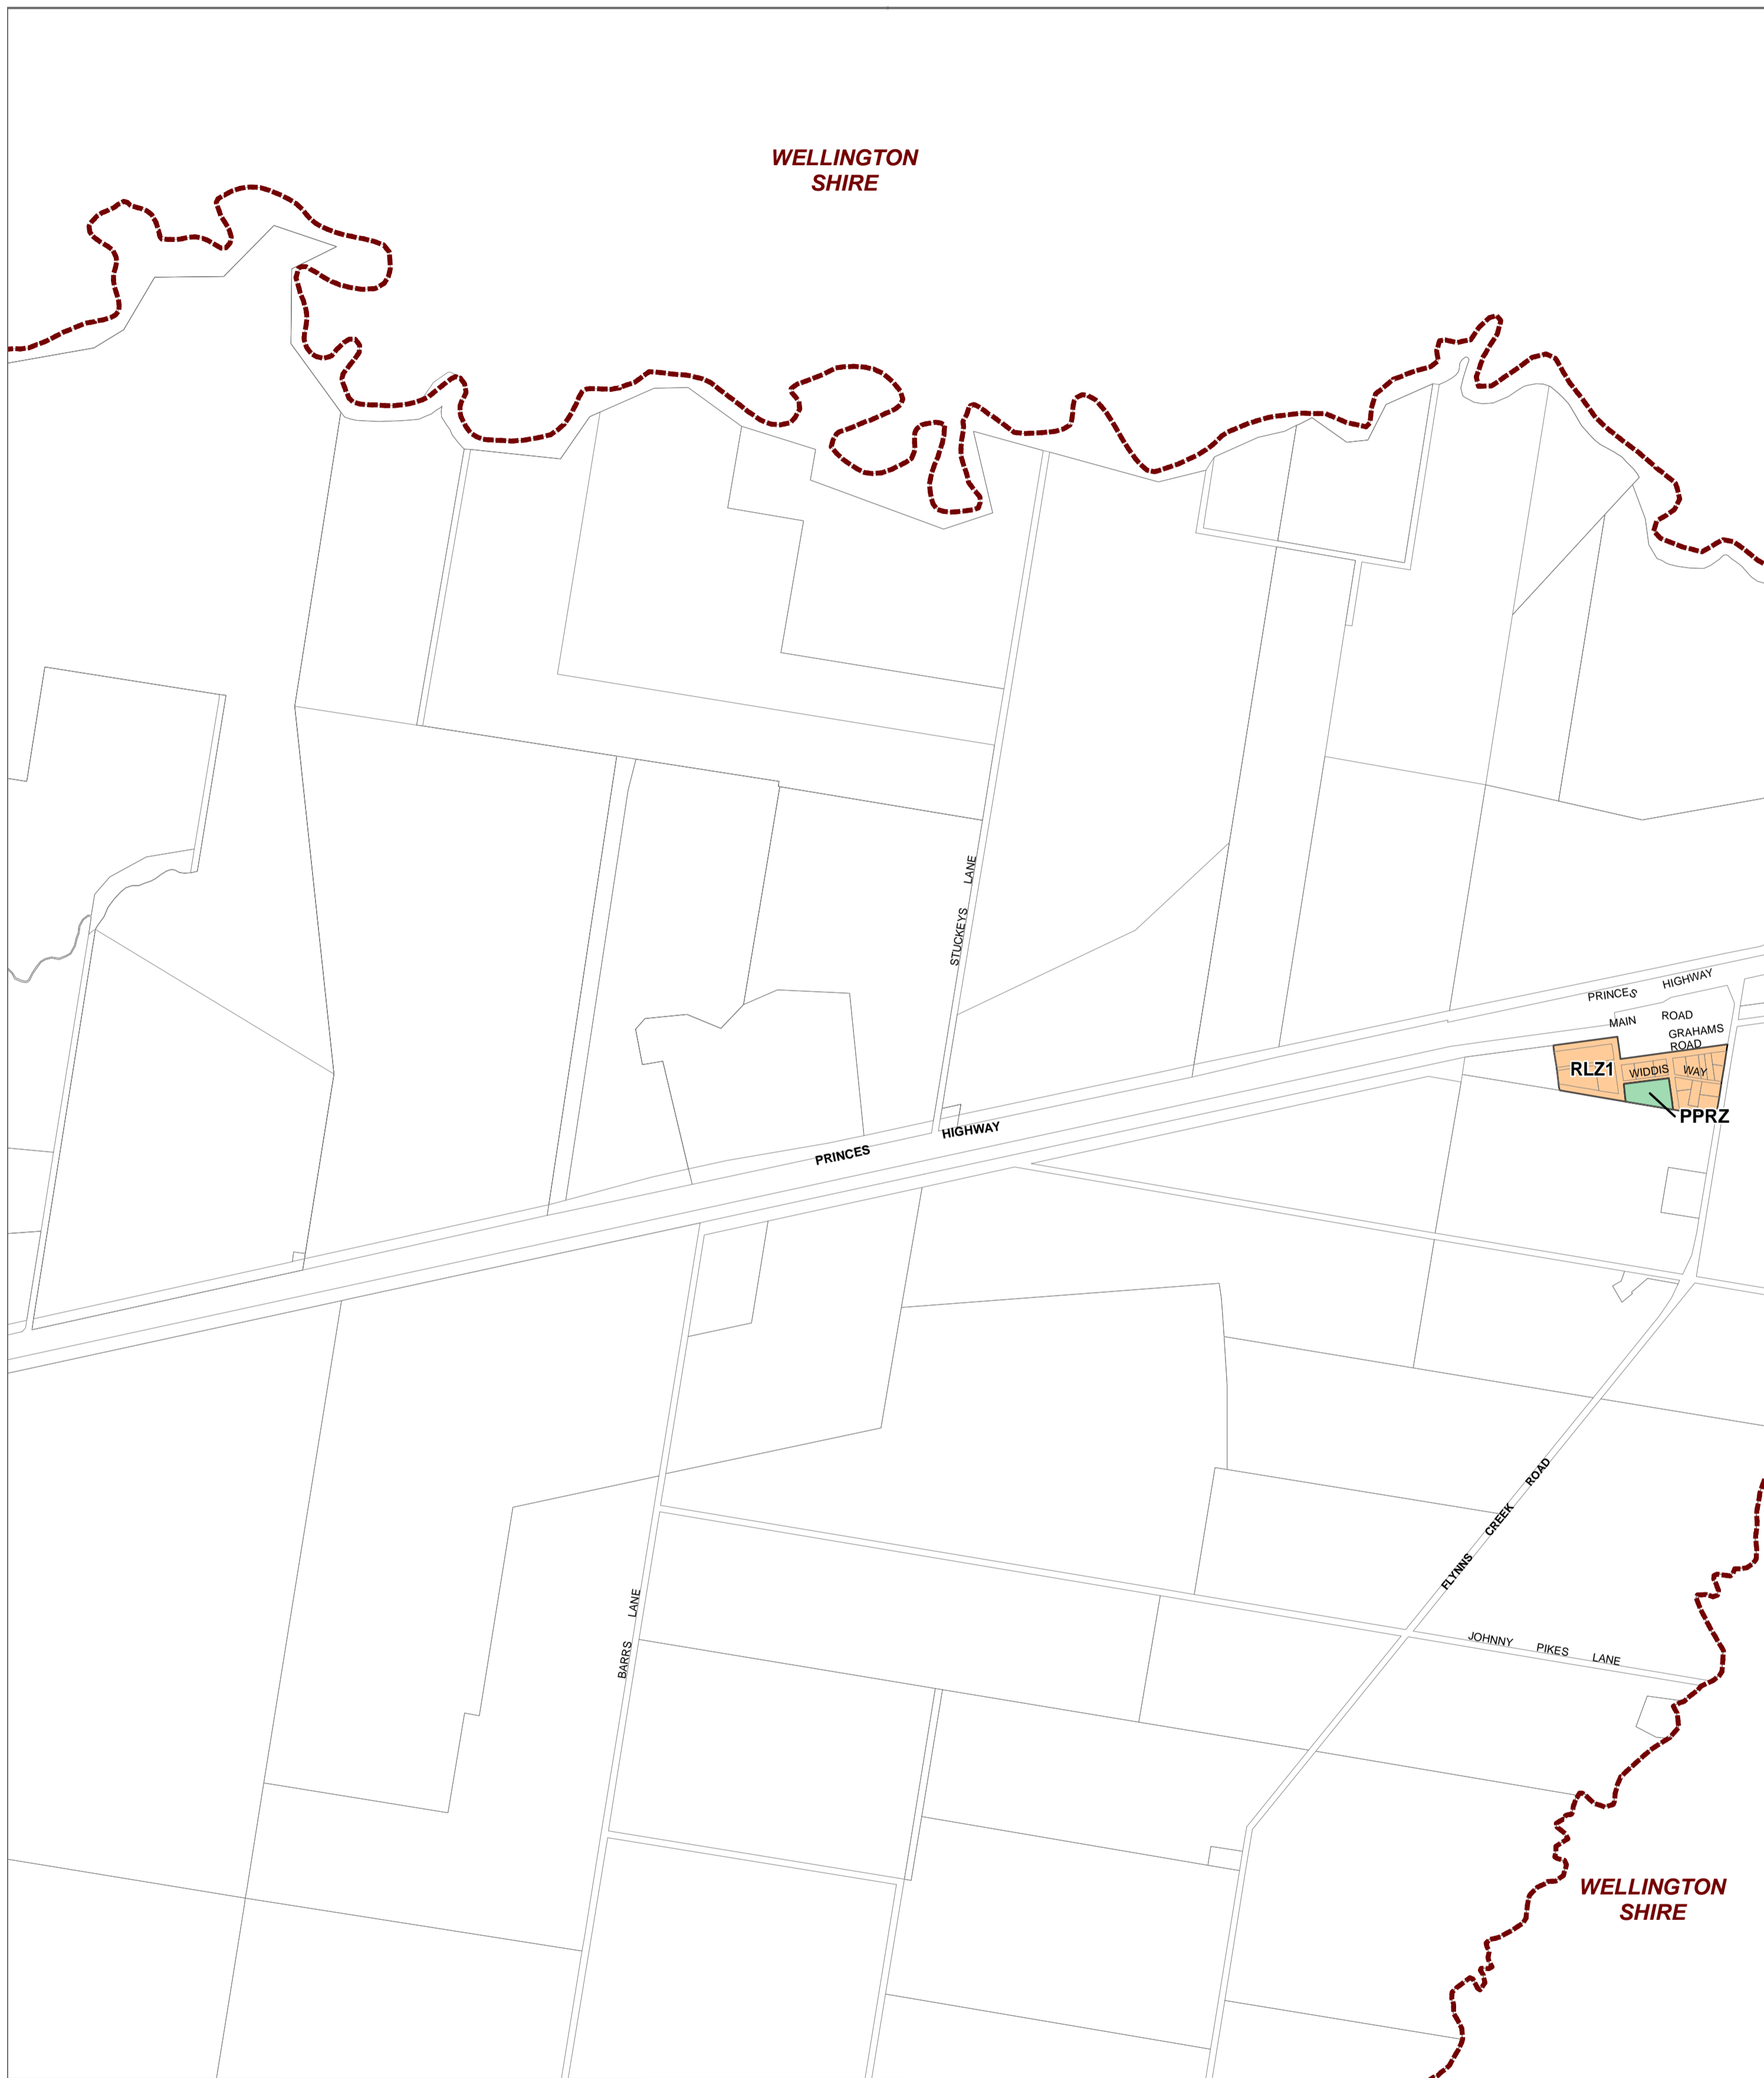 WELLINGTON
SHIRE
STUCKEYS LANE
PRINCES HIGHWAY
MAIN ROAD
GRAHAMS
ROAD
RLZ1
WIDDIS WAY
PPRZ
PRINCES HIGHWAY
FLYNNS CREEK ROAD
BARRS LANE
JOHNNY PIKES LANE
WELLINGTON
SHIRE